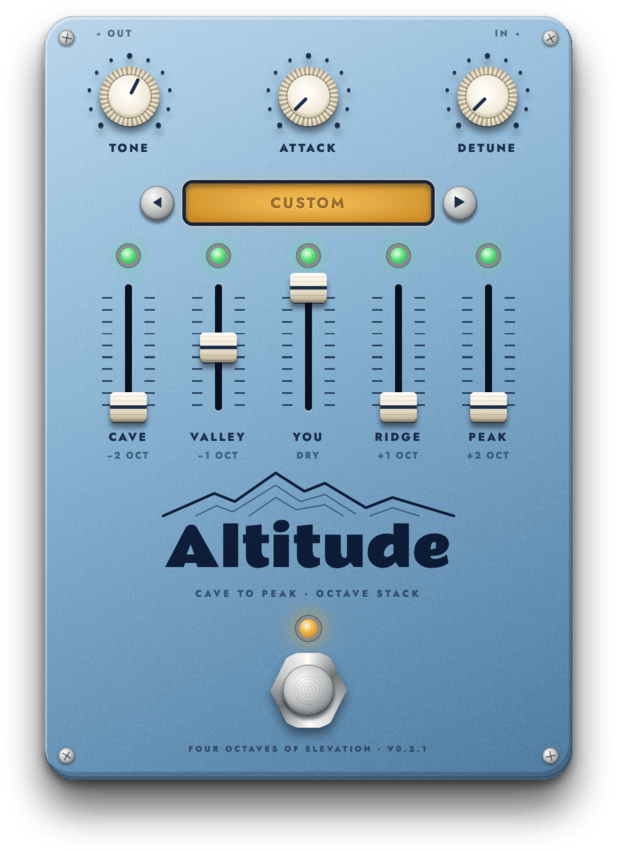 ◂ OUT
IN ◂
TONE
ATTACK
DETUNE
CUSTOM
CAVE
VALLEY
YOU
RIDGE
PEAK
−2 OCT
−1 OCT
DRY
+1 OCT
+2 OCT
Altitude
CAVE TO PEAK · OCTAVE STACK
FOUR OCTAVES OF ELEVATION · V0.2.1